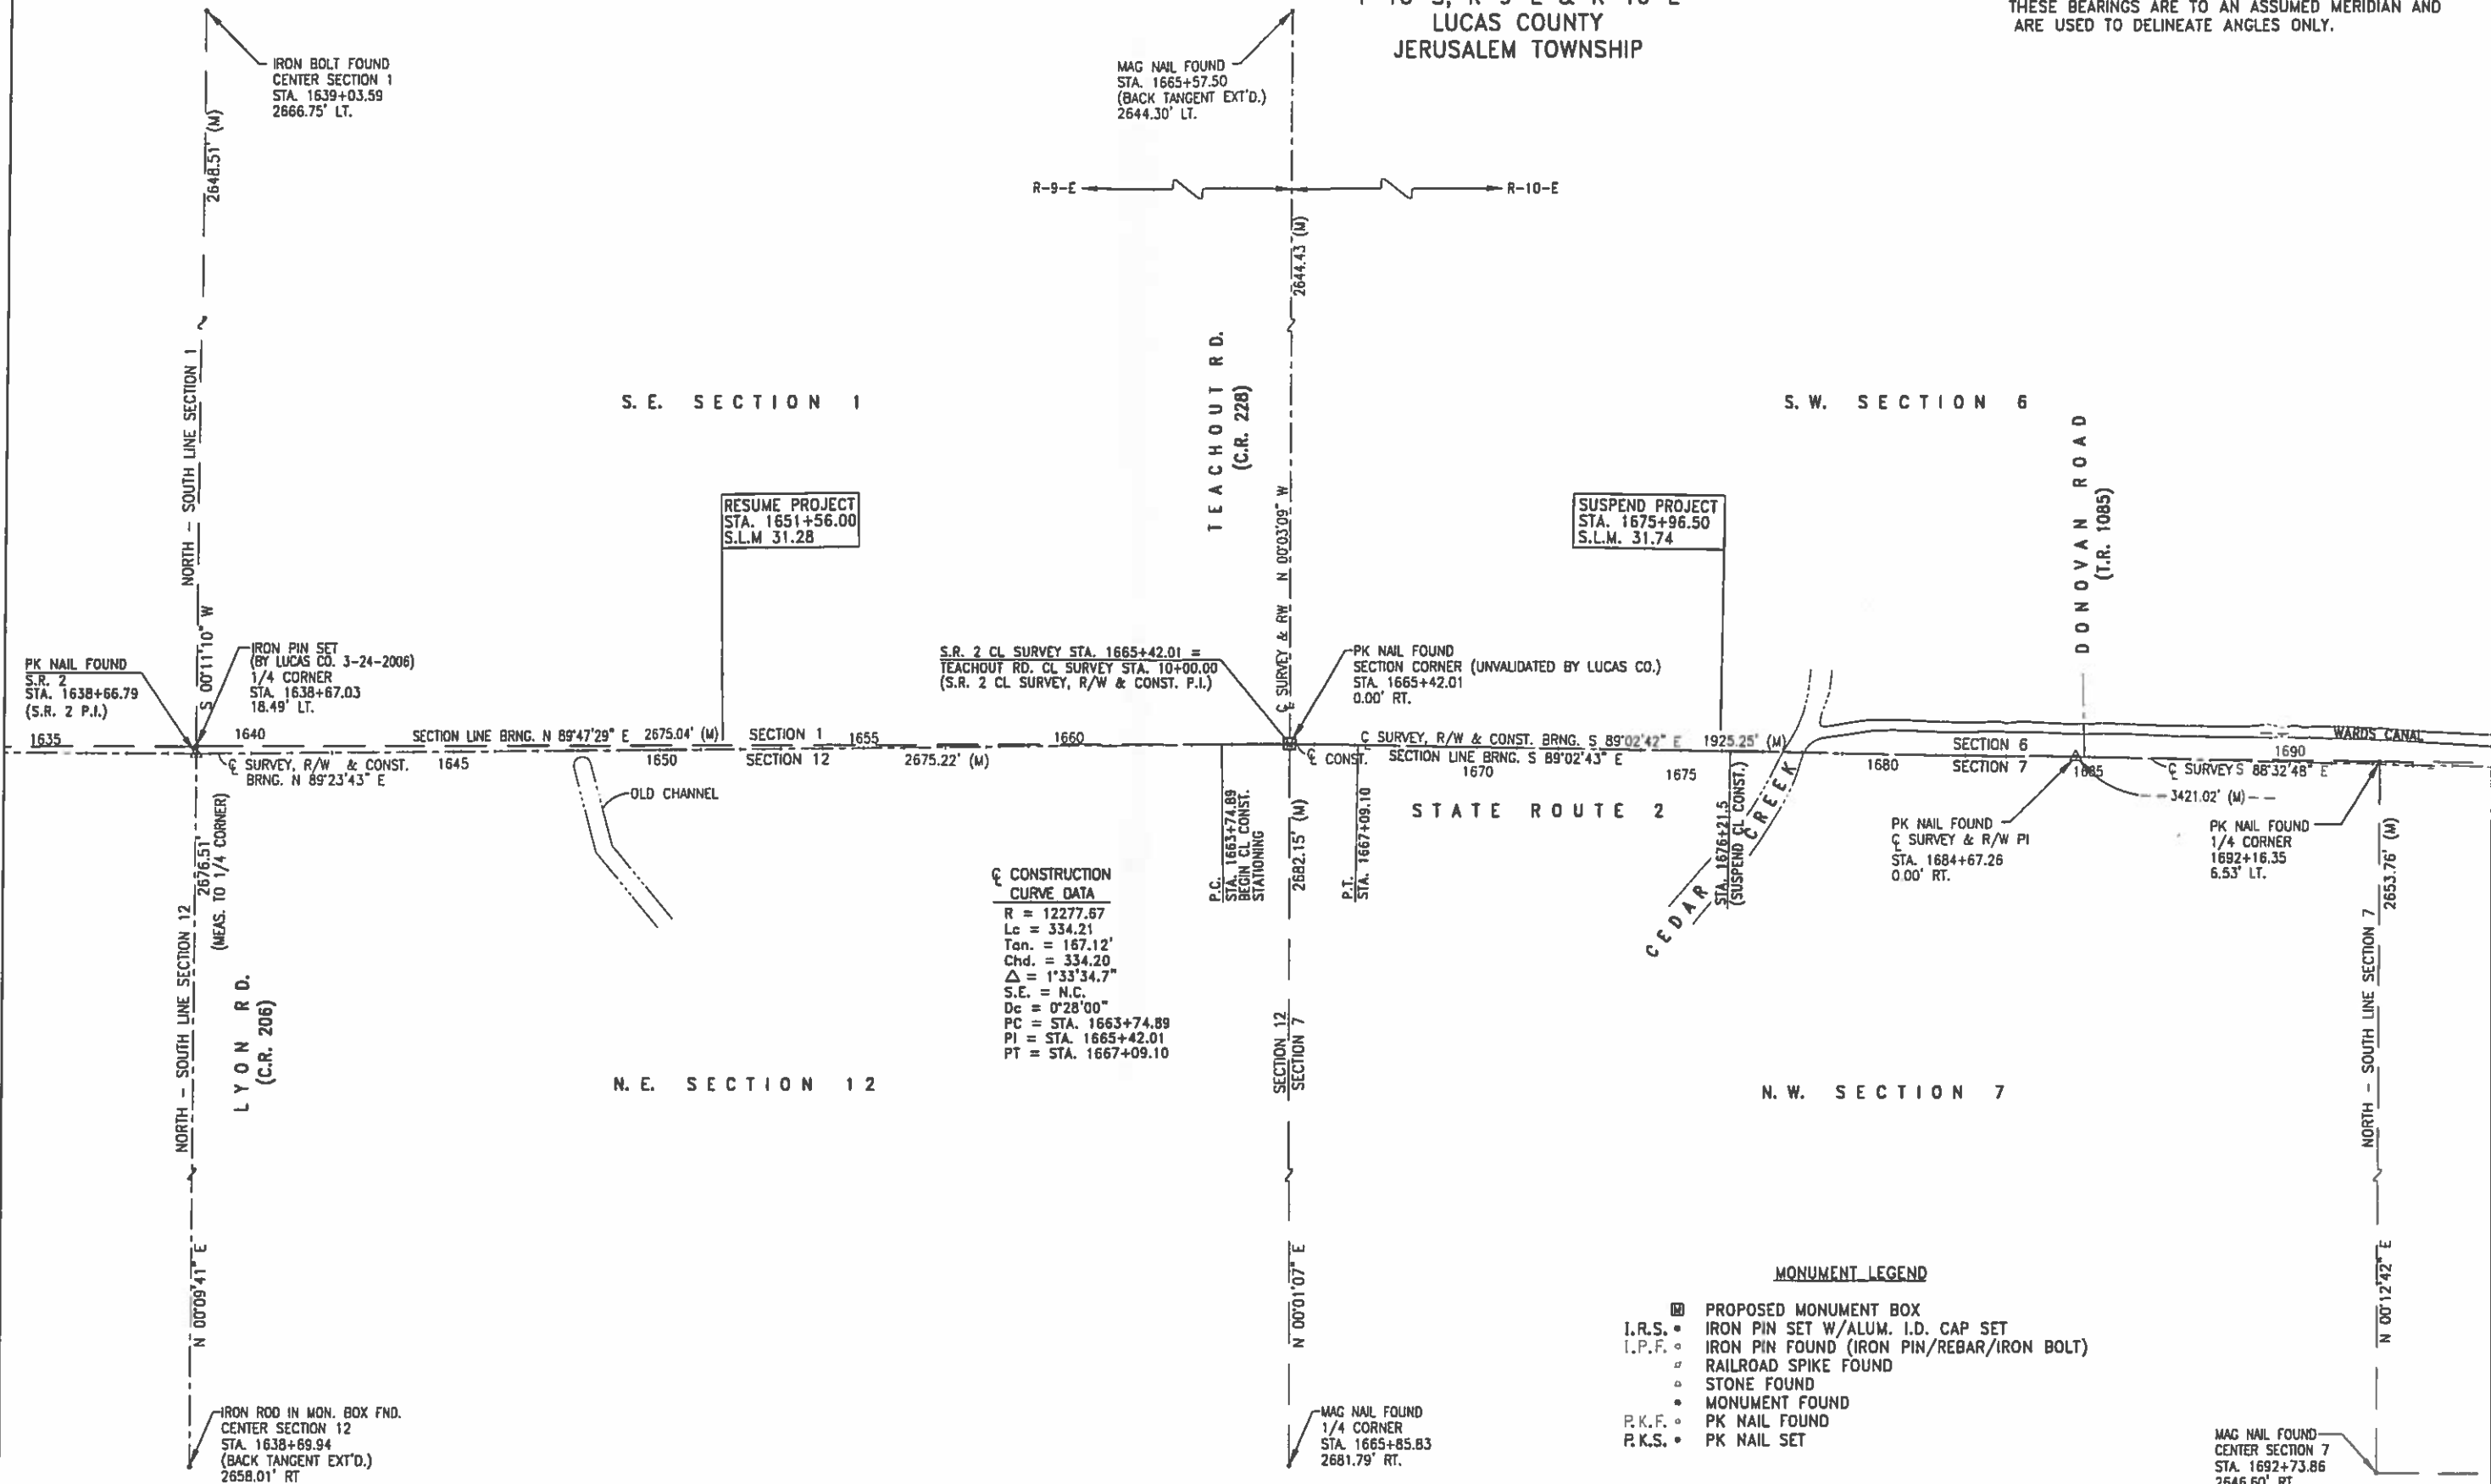 LUCAS COUNTY
JERUSALEM TOWNSHIP
THESE BEARINGS ARE TO AN ASSUMED MERIDIAN AND
ARE USED TO DELINEATE ANGLES ONLY.
IRON BOLT FOUND
CENTER SECTION 1
STA. 1639+03.59
2666.75' LT.
MAG NAIL FOUND
STA. 1665+57.50
(BACK TANGENT EXT'D.)
2644.30' LT.
2648.51' (M)
R-9-E
R-10-E
2644.43 (M)
NORTH - SOUTH LINE SECTION 1
S 00°11'10" W
S.E. SECTION 1
TEACHOUT RD.
(C.R. 228)
S.W. SECTION 6
DONOVAN ROAD
(T.R. 1085)
RESUME PROJECT
STA. 1651+56.00
S.L.M 31.28
SUSPEND PROJECT
STA. 1675+96.50
S.L.M. 31.74
℄ SURVEY & RW N 00°03'09" W
PK NAIL FOUND
S.R. 2
STA. 1638+66.79
(S.R. 2 P.I.)
IRON PIN SET
(BY LUCAS CO. 3-24-2006)
1/4 CORNER
STA. 1638+67.03
18.49' LT.
S.R. 2 CL SURVEY STA. 1665+42.01 =
TEACHOUT RD. CL SURVEY STA. 10+00.00
(S.R. 2 CL SURVEY, R/W & CONST. P.I.)
PK NAIL FOUND
SECTION CORNER (UNVALIDATED BY LUCAS CO.)
STA. 1665+42.01
0.00' RT.
1635
1640
SECTION LINE BRNG. N 89°47'29" E 2675.04' (M)
SECTION 1
1655
1660
℄ SURVEY, R/W & CONST. BRNG. S 89°02'42" E 1925.25' (M)
SECTION 6
1690
WARDS CANAL
℄ SURVEY, R/W & CONST.
BRNG. N 89°23'43" E
1645
1650
SECTION 12
2675.22' (M)
℄ CONST.
SECTION LINE BRNG. S 89°02'43" E
1670
1675
1680
SECTION 7
1685
℄ SURVEY S 88°32'48" E
3421.02' (M)
OLD CHANNEL
STATE ROUTE 2
CEDAR CREEK
P.C.
STA. 1663+74.89
BEGIN CL CONST.
STATIONING
2682.15' (M)
P.T.
STA. 1667+09.10
STA. 1676+21.5
(SUSPEND CL CONST.)
PK NAIL FOUND
℄ SURVEY & R/W PI
STA. 1684+67.26
0.00' RT.
PK NAIL FOUND
1/4 CORNER
1692+16.35
6.53' LT.
2676.51'
(MEAS. TO 1/4 CORNER)
NORTH - SOUTH LINE SECTION 12
LYON RD.
(C.R. 206)
℄ CONSTRUCTION
CURVE DATA
R = 12277.67
Lc = 334.21
Tan. = 167.12'
Chd. = 334.20
Δ = 1°33'34.7"
S.E. = N.C.
Dc = 0°28'00"
PC = STA. 1663+74.89
PI = STA. 1665+42.01
PT = STA. 1667+09.10
2653.76' (M)
NORTH - SOUTH LINE SECTION 7
N.E. SECTION 12
SECTION 12
SECTION 7
N.W. SECTION 7
N 00°09'41" E
N 00°01'07" E
N 00°12'42" E
MONUMENT LEGEND
M PROPOSED MONUMENT BOX
I.R.S. IRON PIN SET W/ALUM. I.D. CAP SET
I.P.F. IRON PIN FOUND (IRON PIN/REBAR/IRON BOLT)
RAILROAD SPIKE FOUND
STONE FOUND
MONUMENT FOUND
P.K.F. PK NAIL FOUND
P.K.S. PK NAIL SET
IRON ROD IN MON. BOX FND.
CENTER SECTION 12
STA. 1638+69.94
(BACK TANGENT EXT'D.)
2658.01' RT
MAG NAIL FOUND
1/4 CORNER
STA. 1665+85.83
2681.79' RT.
MAG NAIL FOUND
CENTER SECTION 7
STA. 1692+73.86